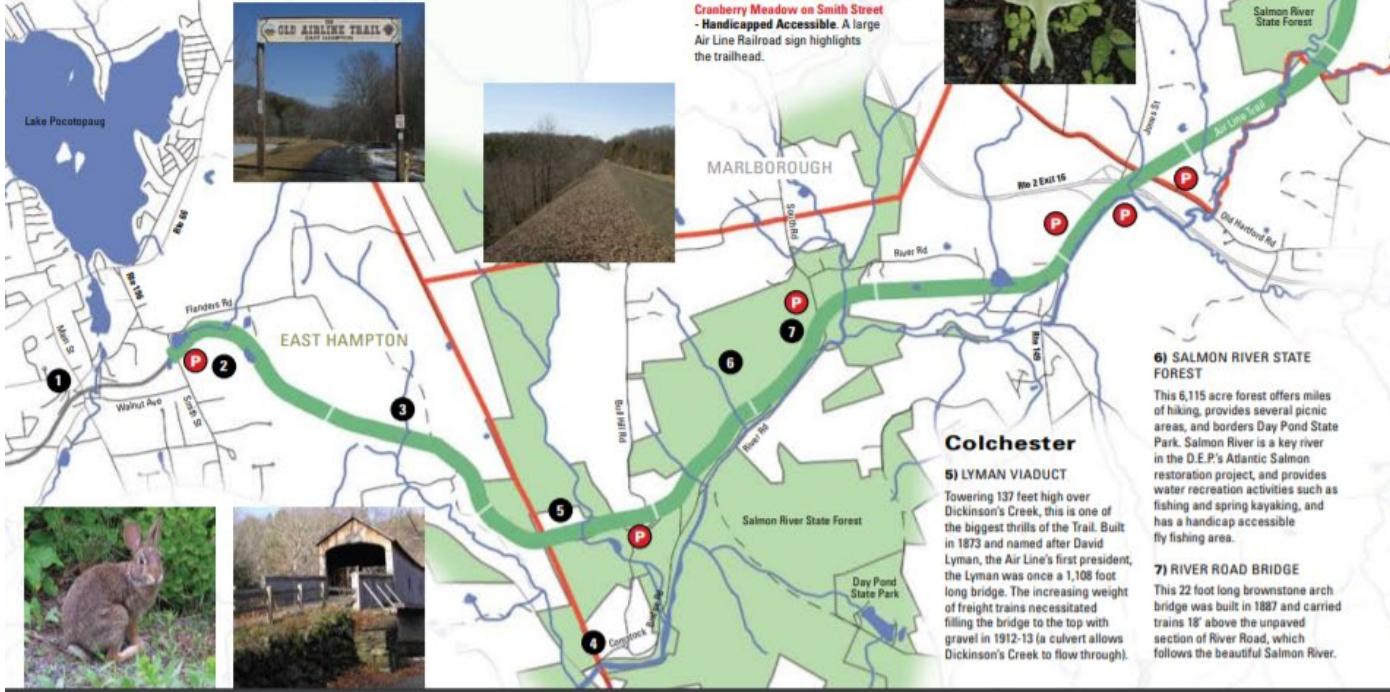 Cranberry Meadow on Smith Street
- Handicapped Accessible. A large
Air Line Railroad sign highlights
the trailhead.
THE
OLD AIRLINE TRAIL
EAST HAMPTON
Salmon River
State Forest
Lake Pocotopaug
MARLBOROUGH
Jones St
Air Line Trail
Rte 2 Exit 16
P
P
P
Old Hartford Rd
Rte 66
South Rd
River Rd
Rte 196
Flanders Rd
EAST HAMPTON
P
7
6
Main St
P
2
1
Walnut Ave
Smith St
3
Bull Hill Rd
River Rd
Rte 149
5
P
Salmon River State Forest
Day Pond
State Park
4
Colchester
5) LYMAN VIADUCT
Towering 137 feet high over
Dickinson's Creek, this is one of
the biggest thrills of the Trail. Built
in 1873 and named after David
Lyman, the Air Line's first president,
the Lyman was once a 1,108 foot
long bridge. The increasing weight
of freight trains necessitated
filling the bridge to the top with
gravel in 1912-13 (a culvert allows
Dickinson's Creek to flow through).
6) SALMON RIVER STATE
FOREST
This 6,115 acre forest offers miles
of hiking, provides several picnic
areas, and borders Day Pond State
Park. Salmon River is a key river
in the D.E.P.'s Atlantic Salmon
restoration project, and provides
water recreation activities such as
fishing and spring kayaking, and
has a handicap accessible
fly fishing area.
7) RIVER ROAD BRIDGE
This 22 foot long brownstone arch
bridge was built in 1887 and carried
trains 18' above the unpaved
section of River Road, which
follows the beautiful Salmon River.